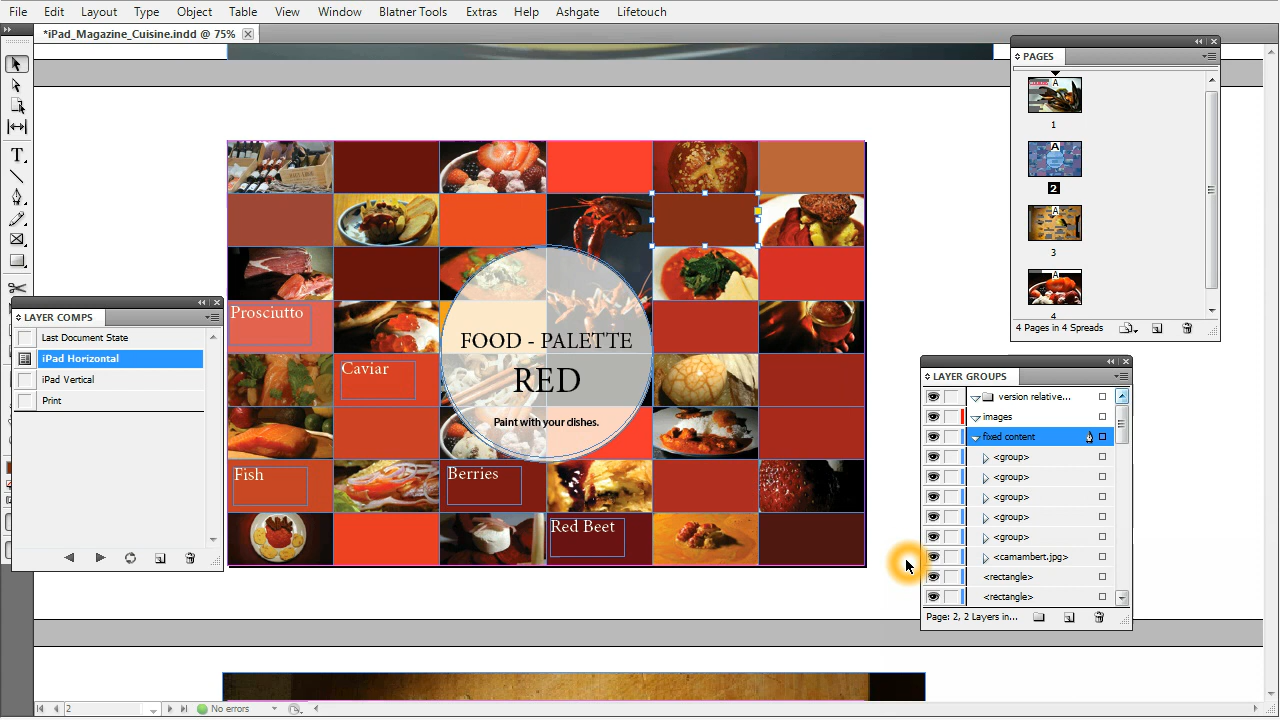 File Edit Layout Type Object Table View Window Blatner Tools Extras Help Ashgate Lifetouch
*iPad_Magazine_Cuisine.indd @ 75%
PAGES
A
1
A
2
A
3
A
4
4 Pages in 4 Spreads
LAYER COMPS
Last Document State
iPad Horizontal
iPad Vertical
Print
Prosciutto
Caviar
FOOD - PALETTE
RED
Paint with your dishes.
Fish
Berries
Red Beet
LAYER GROUPS
version relative...
images
fixed content
<group>
<group>
<group>
<group>
<group>
<camambert.jpg>
<rectangle>
<rectangle>
Page: 2, 2 Layers in...
2
No errors